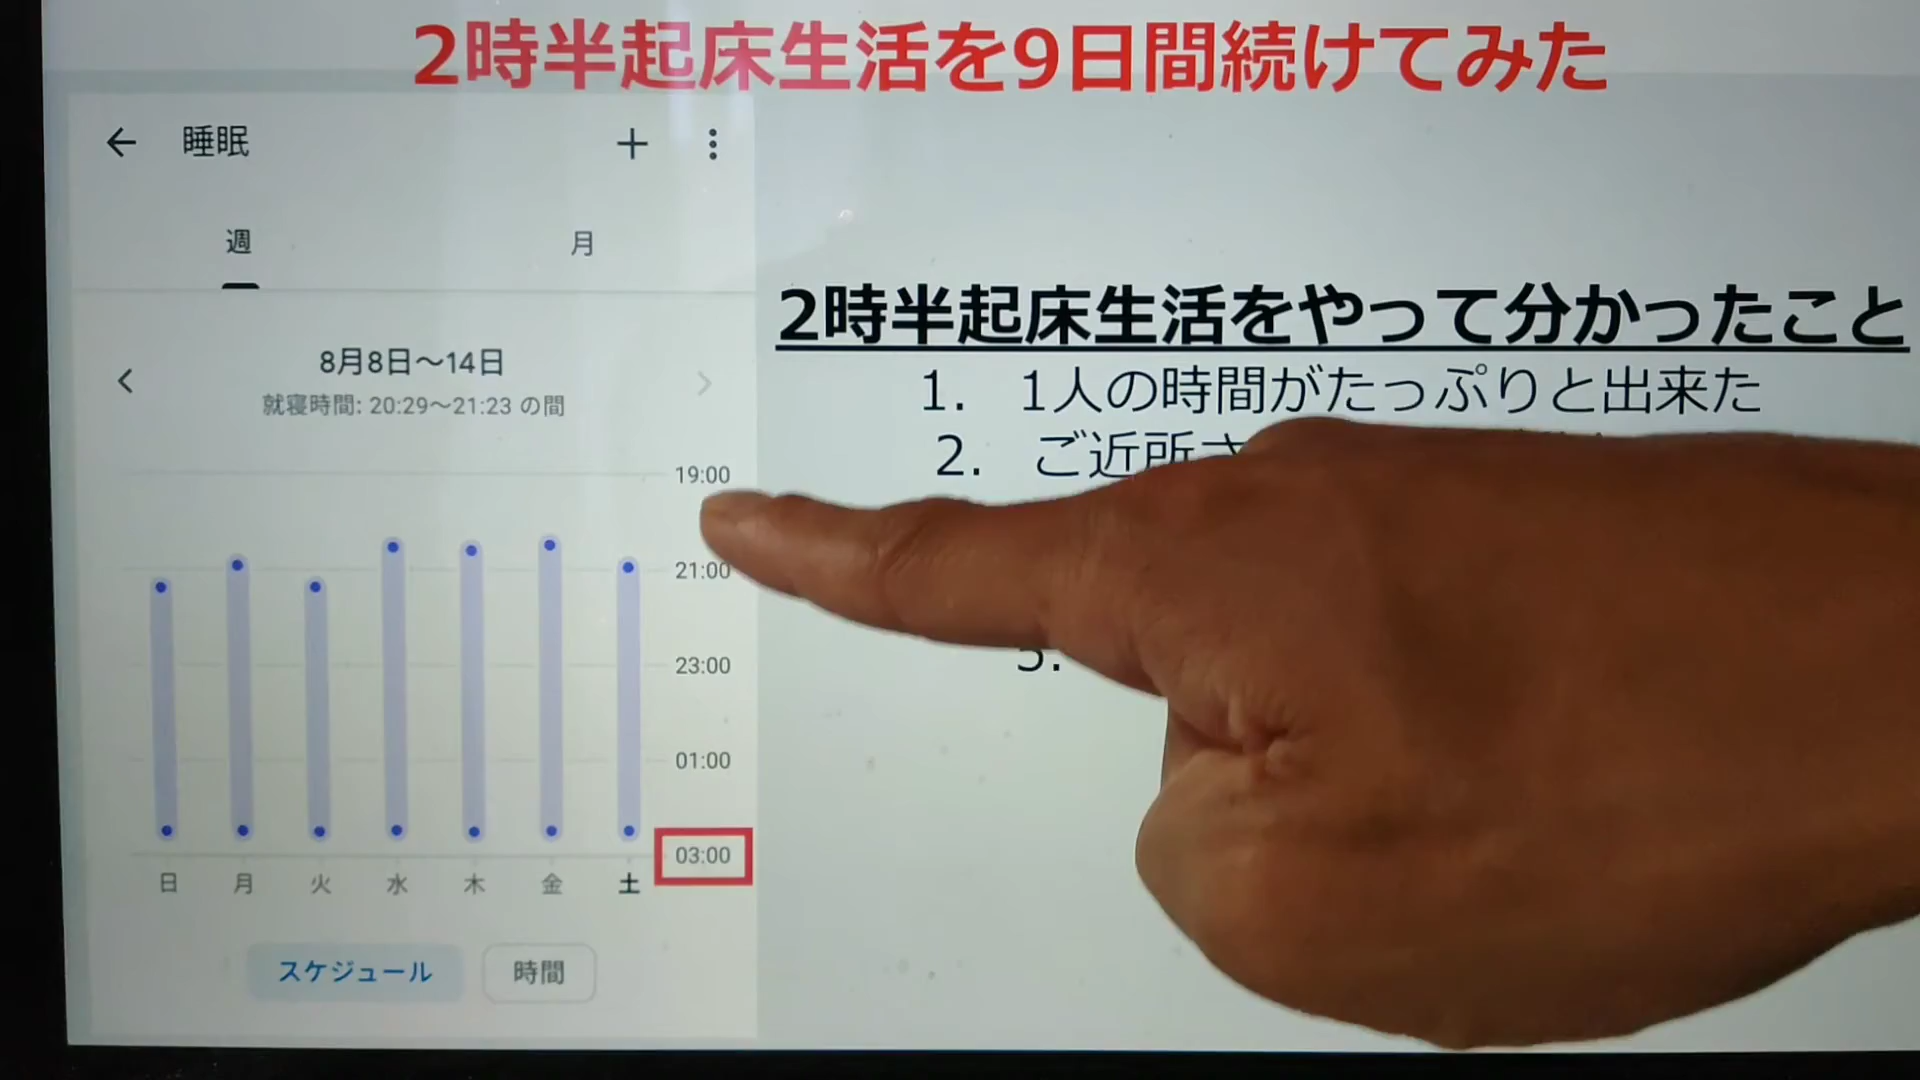 2時半起床生活を9日間続けてみた
睡眠
週
月
8月8日〜14日
就寝時間: 20:29〜21:23 の間
19:00
21:00
23:00
01:00
03:00
日 月 火 水 木 金 土
スケジュール
時間
2時半起床生活をやって分かったこと
1. 1人の時間がたっぷりと出来た
2. ご近所さ
5.